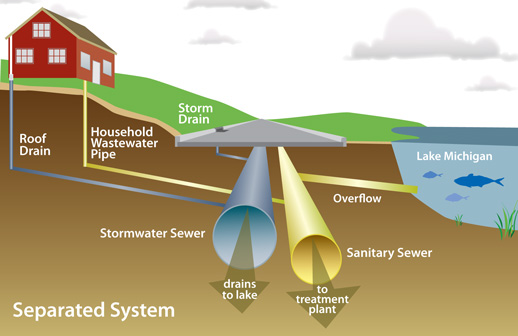 Storm
Drain
Roof
Drain
Household
Wastewater
Pipe
Lake Michigan
Overflow
Stormwater Sewer
Sanitary Sewer
drains
to lake
to
treatment
plant
Separated System